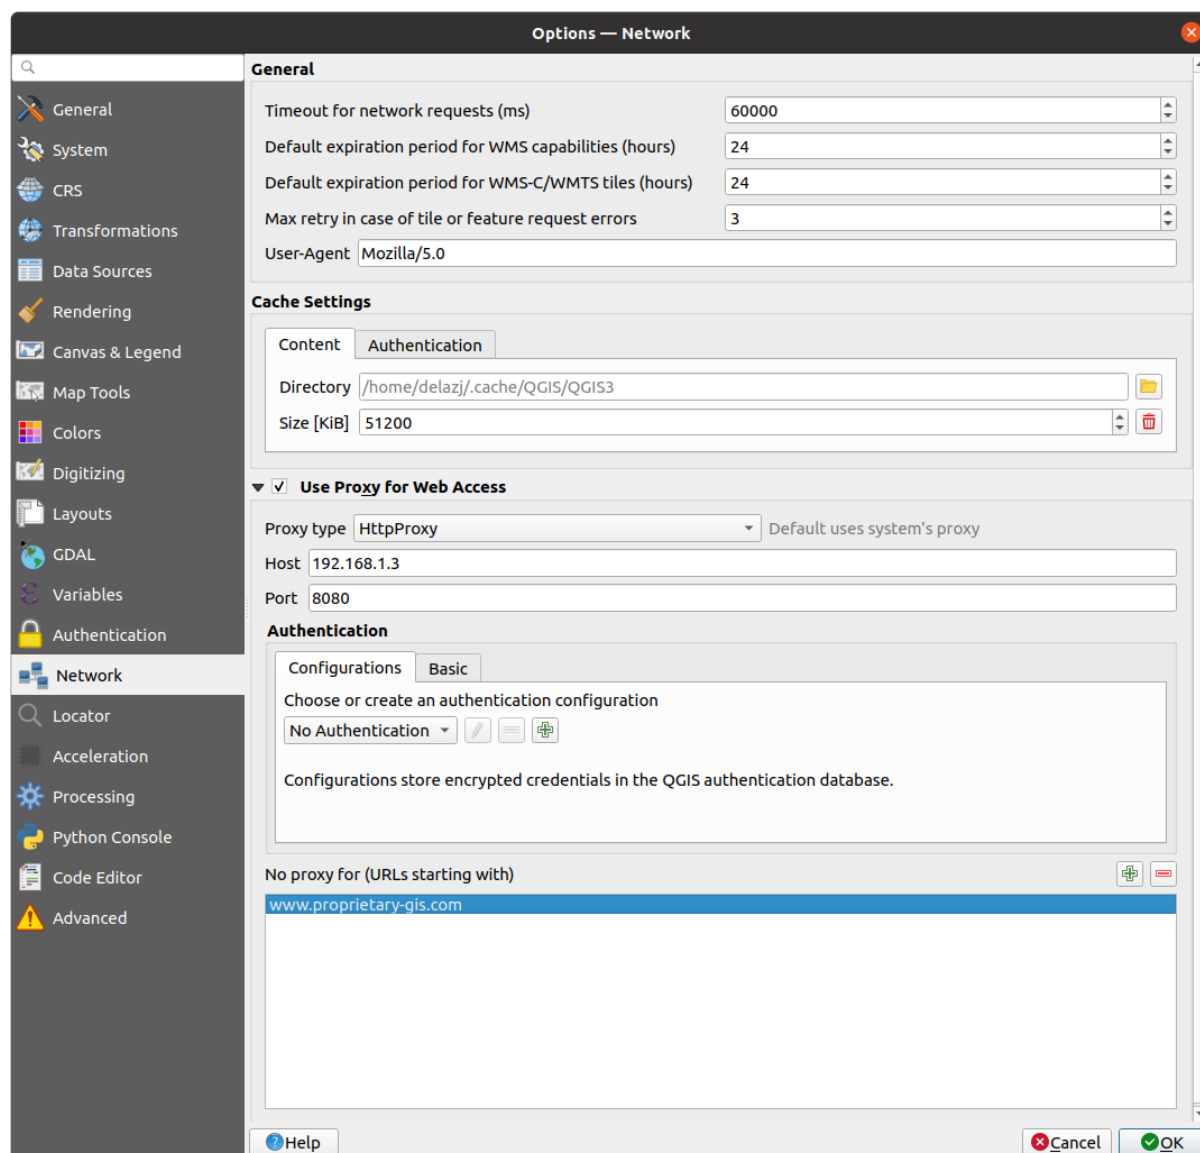 Options — Network
General
System
CRS
Transformations
Data Sources
Rendering
Canvas & Legend
Map Tools
Colors
Digitizing
Layouts
GDAL
Variables
Authentication
Network
Locator
Acceleration
Processing
Python Console
Code Editor
Advanced
General
Timeout for network requests (ms) 60000
Default expiration period for WMS capabilities (hours) 24
Default expiration period for WMS-C/WMTS tiles (hours) 24
Max retry in case of tile or feature request errors 3
User-Agent Mozilla/5.0
Cache Settings
Content Authentication
Directory /home/delazj/.cache/QGIS/QGIS3
Size [KiB] 51200
Use Proxy for Web Access
Proxy type HttpProxy Default uses system's proxy
Host 192.168.1.3
Port 8080
Authentication
Configurations Basic
Choose or create an authentication configuration
No Authentication
Configurations store encrypted credentials in the QGIS authentication database.
No proxy for (URLs starting with)
www.proprietary-gis.com
Help Cancel OK